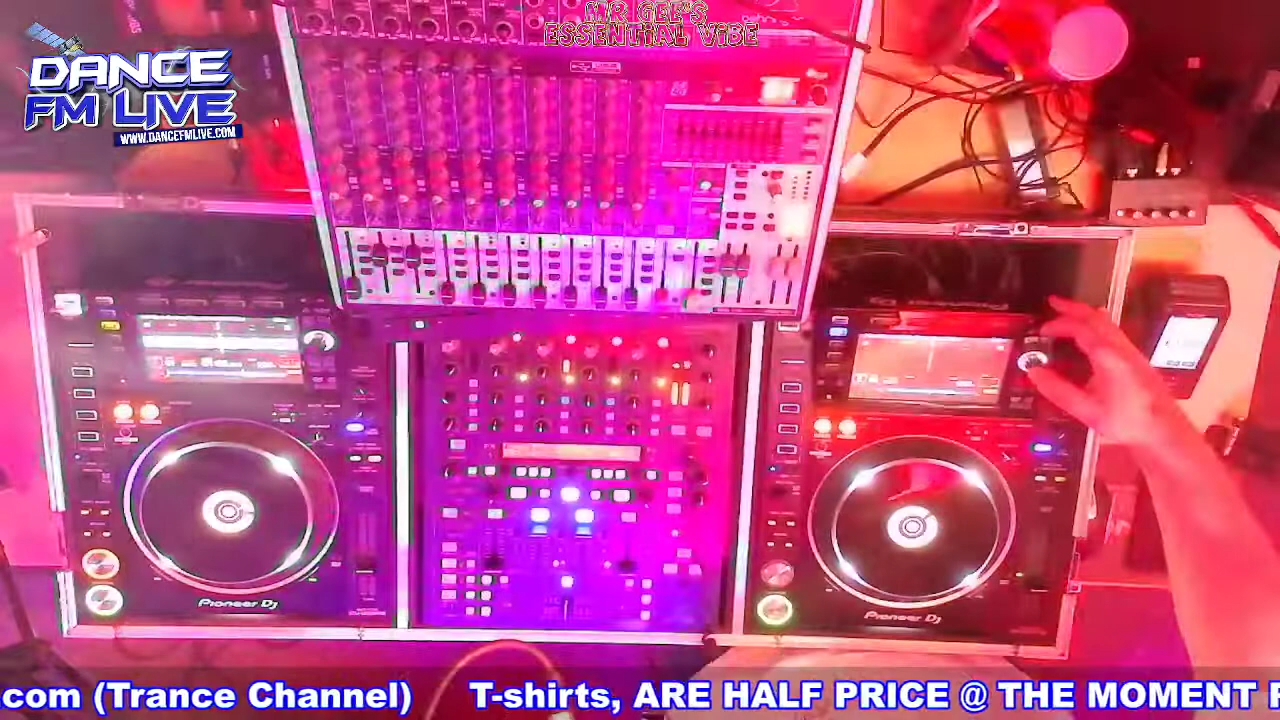 MR GEE'S
ESSENTIAL VIBE
DANCE
FM LIVE
WWW.DANCEFMLIVE.COM
Pioneer Dj
Pioneer Dj
.com (Trance Channel) T-shirts, ARE HALF PRICE @ THE MOMENT